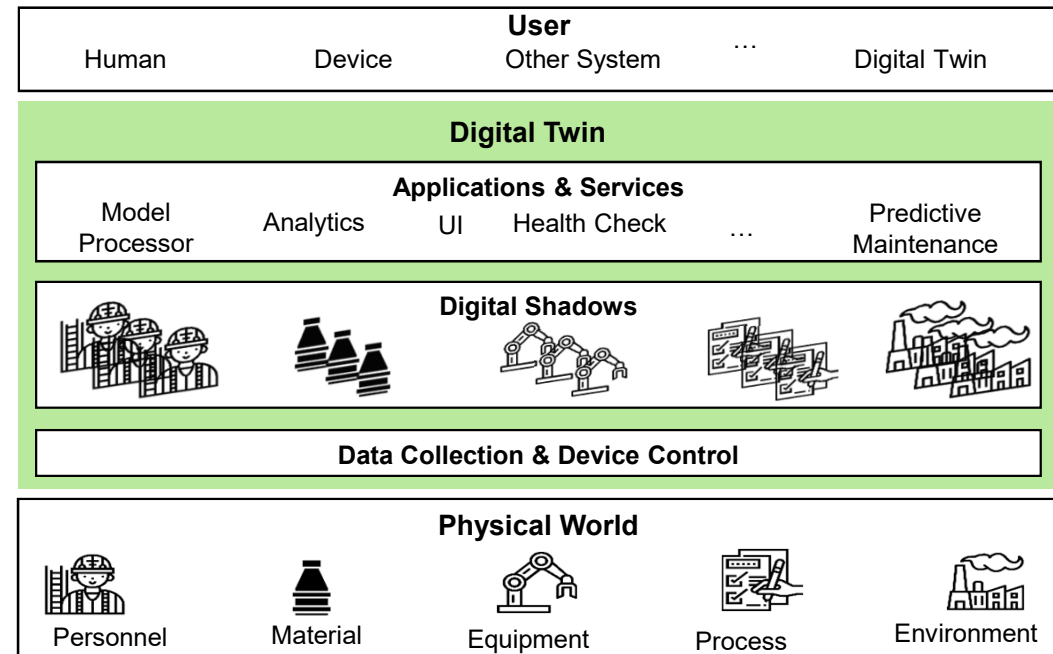 User
Human Device Other System … Digital Twin
Digital Twin
Applications & Services
Model Processor Analytics UI Health Check … Predictive Maintenance
Digital Shadows
Data Collection & Device Control
Physical World
Personnel Material Equipment Process Environment